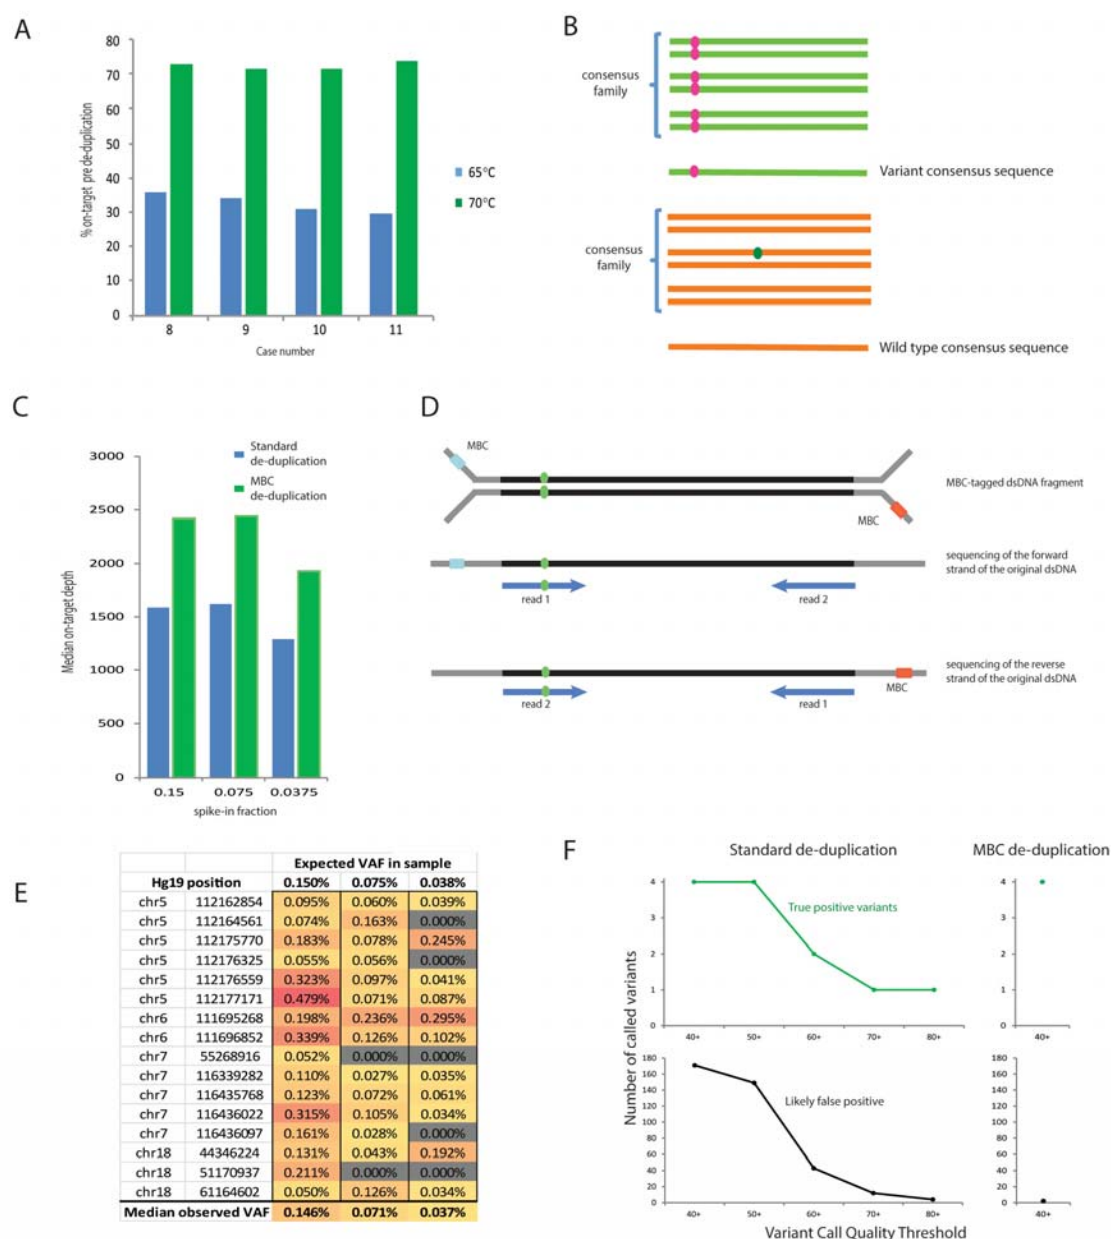 A
% on-target pre de-duplication
80
70
60
50
40
30
20
10
0
8 9 10 11
Case number
65°C
70°C
B
consensus
family
Variant consensus sequence
consensus
family
Wild type consensus sequence
C
Standard
de-duplication
MBC
de-duplication
Median on-target depth
3000
2500
2000
1500
1000
500
0
0.15 0.075 0.0375
spike-in fraction
D
MBC
MBC-tagged dsDNA fragment
MBC
sequencing of the forward
strand of the original dsDNA
read 1 read 2
sequencing of the reverse
strand of the original dsDNA
MBC
read 2 read 1
E
Expected VAF in sample
Hg19 position 0.150% 0.075% 0.038%
chr5 112162854 0.095% 0.060% 0.039%
chr5 112164561 0.074% 0.163% 0.000%
chr5 112175770 0.183% 0.078% 0.245%
chr5 112176325 0.055% 0.056% 0.000%
chr5 112176559 0.323% 0.097% 0.041%
chr5 112177171 0.479% 0.071% 0.087%
chr6 111695268 0.198% 0.236% 0.295%
chr6 111696852 0.339% 0.126% 0.102%
chr7 55268916 0.052% 0.000% 0.000%
chr7 116339282 0.110% 0.027% 0.035%
chr7 116435768 0.123% 0.072% 0.061%
chr7 116436022 0.315% 0.105% 0.034%
chr7 116436097 0.161% 0.028% 0.000%
chr18 44346224 0.131% 0.043% 0.192%
chr18 51170937 0.211% 0.000% 0.000%
chr18 61164602 0.050% 0.126% 0.034%
Median observed VAF 0.146% 0.071% 0.037%
F
Standard de-duplication MBC de-duplication
Number of called variants
4
3
2
1
0
True positive variants
40+ 50+ 60+ 70+ 80+
4
3
2
1
0
40+
180
160
140
120
100
80
60
40
20
0
Likely false positive
40+ 50+ 60+ 70+ 80+
180
160
140
120
100
80
60
40
20
0
40+
Variant Call Quality Threshold